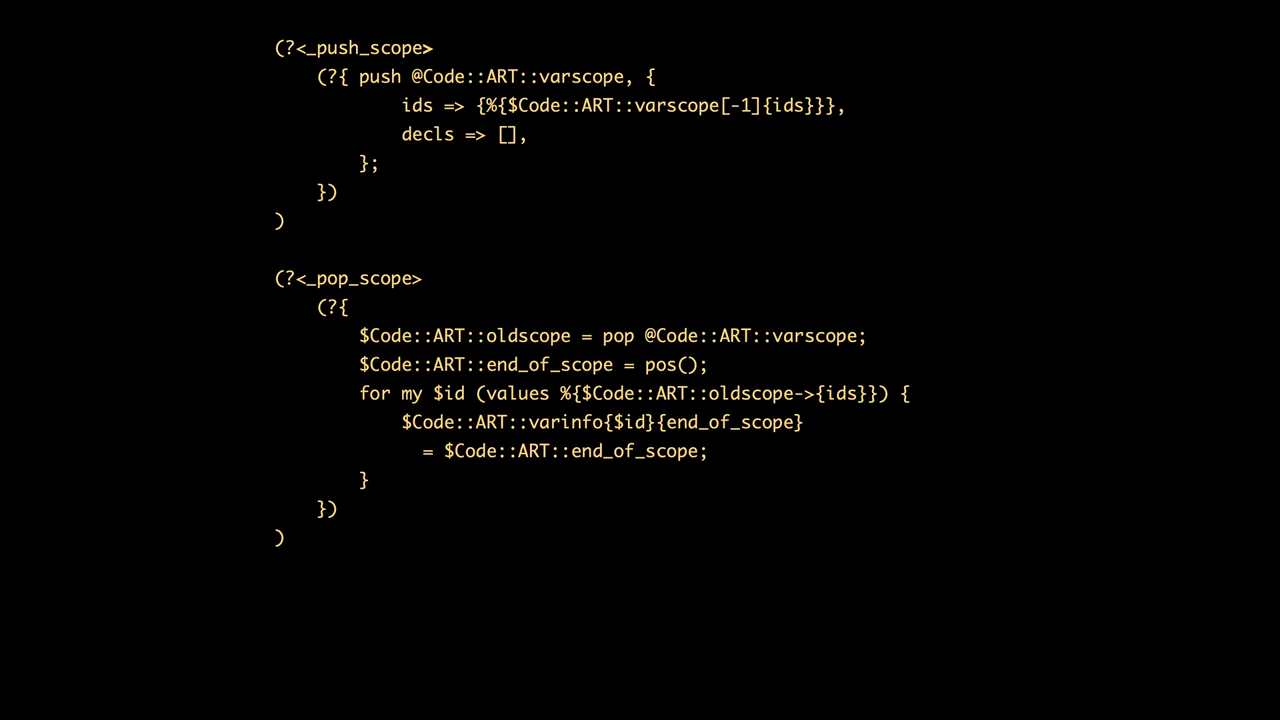 (?<_push_scope>
    (?{ push @Code::ART::varscope, {
            ids => {%{$Code::ART::varscope[-1]{ids}}},
            decls => [],
        };
    })
)

(?<_pop_scope>
    (?{
        $Code::ART::oldscope = pop @Code::ART::varscope;
        $Code::ART::end_of_scope = pos();
        for my $id (values %{$Code::ART::oldscope->{ids}}) {
            $Code::ART::varinfo{$id}{end_of_scope}
              = $Code::ART::end_of_scope;
        }
    })
)